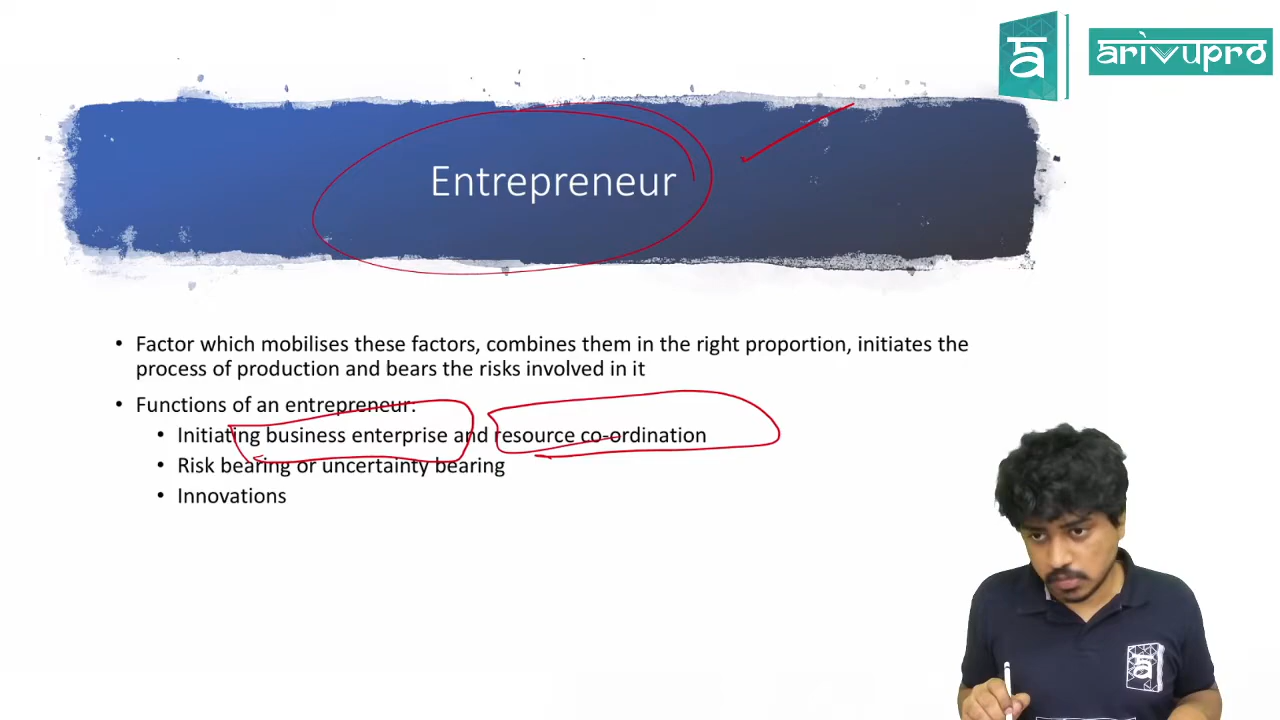 a arivupro
Entrepreneur
• Factor which mobilises these factors, combines them in the right proportion, initiates the
process of production and bears the risks involved in it
• Functions of an entrepreneur:
• Initiating business enterprise and resource co-ordination
• Risk bearing or uncertainty bearing
• Innovations